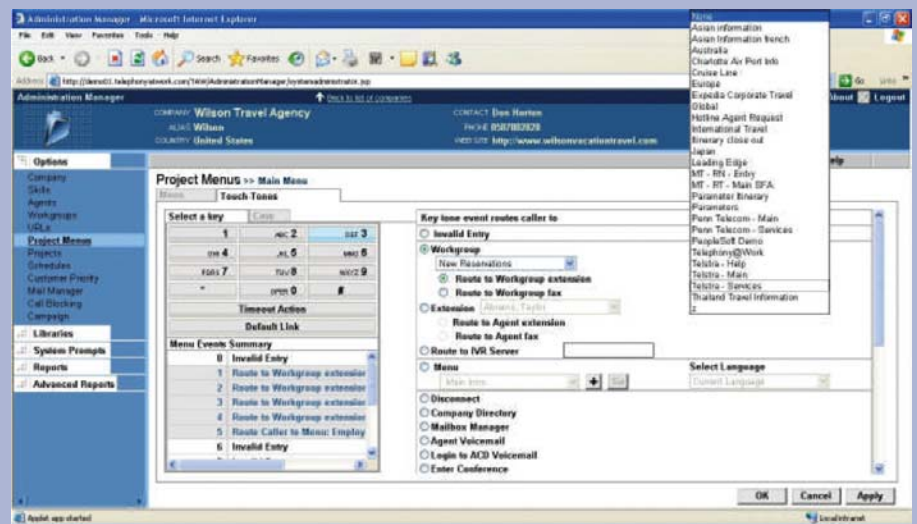 Administration Manager - Microsoft Internet Explorer
File Edit View Favorites Tools Help
Back Search Favorites
Address http://demo02.telephonyatwork.com/TAW/AdministrationManager/systemadministrator.jsp
Go Links
Administration Manager
Back to list of companies
About Logout
COMPANY Wilson Travel Agency
CONTACT Don Horton
ALIAS Wilson
PHONE 8587882828
COUNTRY United States
WEB SITE http://www.wilsonvacationtravel.com
Options
Help
Company
Skills
Agents
Workgroups
URLs
Project Menus
Projects
Schedules
Customer Priority
Mail Manager
Call Blocking
Campaign
Libraries
System Prompts
Reports
Advanced Reports
Project Menus >> Main Menu
Menu Touch Tones
Select a key Copy
1 ABC 2 DEF 3
GHI 4 JKL 5 MNO 6
PQRS 7 TUV 8 WXYZ 9
* OPER 0 #
Timeout Action
Default Link
Menu Events Summary
0 Invalid Entry
1 Route to Workgroup extension
2 Route to Workgroup extension
3 Route to Workgroup extension
4 Route to Workgroup extension
5 Route Caller to Menu: Employ
6 Invalid Entry
Key tone event routes caller to
Invalid Entry
Workgroup
New Reservations
Route to Workgroup extension
Route to Workgroup fax
Extension Abrams, Taylor
Route to Agent extension
Route to Agent fax
Route to IVR Server
Menu Select Language
Main Intro + Go Current Language
Disconnect
Company Directory
Mailbox Manager
Agent Voicemail
Login to ACD Voicemail
Enter Conference
None
Asian information
Asian Information french
Australia
Charlotte Air Port Info
Cruise Line
Europe
Expedia Corporate Travel
Global
Hotline Agent Request
International Travel
Itinerary close out
Japan
Leading Edge
MT - RN - Entry
MT - RT - Main SFA
Parameter Itinerary
Parameters
Penn Telecom - Main
Penn Telecom - Services
PeopleSoft Demo
Telephony@Work
Telstra - Help
Telstra - Main
Telstra - Services
Thailand Travel Information
z
OK Cancel Apply
Applet app started
Local intranet